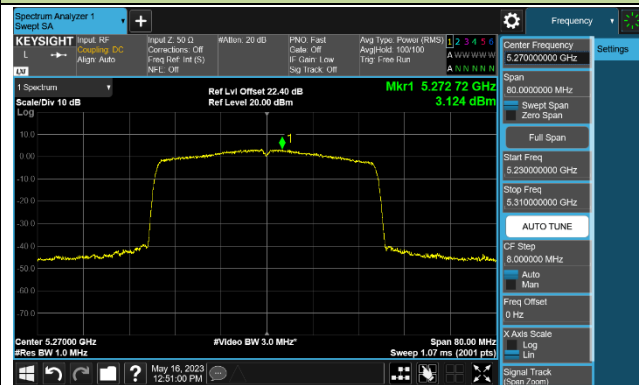 Spectrum Analyzer 1
Swept SA
+
Frequency
KEYSIGHT
L
LXI
Input: RF
Coupling: DC
Align: Auto
Input Z: 50 Ω
Corrections: Off
Freq Ref: Int (S)
NFE: Off
#Atten: 20 dB
PNO: Fast
Gate: Off
IF Gain: Low
Sig Track: Off
Avg Type: Power (RMS)
Avg|Hold: 100/100
Trig: Free Run
1 2 3 4 5 6
A W W W W W
A N N N N N
Center Frequency
5.270000000 GHz
Settings
Span
80.0000000 MHz
Swept Span
Zero Span
Full Span
Start Freq
5.230000000 GHz
Stop Freq
5.310000000 GHz
AUTO TUNE
CF Step
8.000000 MHz
Auto
Man
Freq Offset
0 Hz
X Axis Scale
Log
Lin
Signal Track
(Span Zoom)
1 Spectrum
Scale/Div 10 dB
Log
Ref Lvl Offset 22.40 dB
Ref Level 20.00 dBm
Mkr1 5.272 72 GHz
3.124 dBm
1
10.0
0.00
-10.0
-20.0
-30.0
-40.0
-50.0
-60.0
-70.0
Center 5.27000 GHz
#Res BW 1.0 MHz
#Video BW 3.0 MHz*
Span 80.00 MHz
Sweep 1.07 ms (2001 pts)
?
May 16, 2023
12:51:00 PM